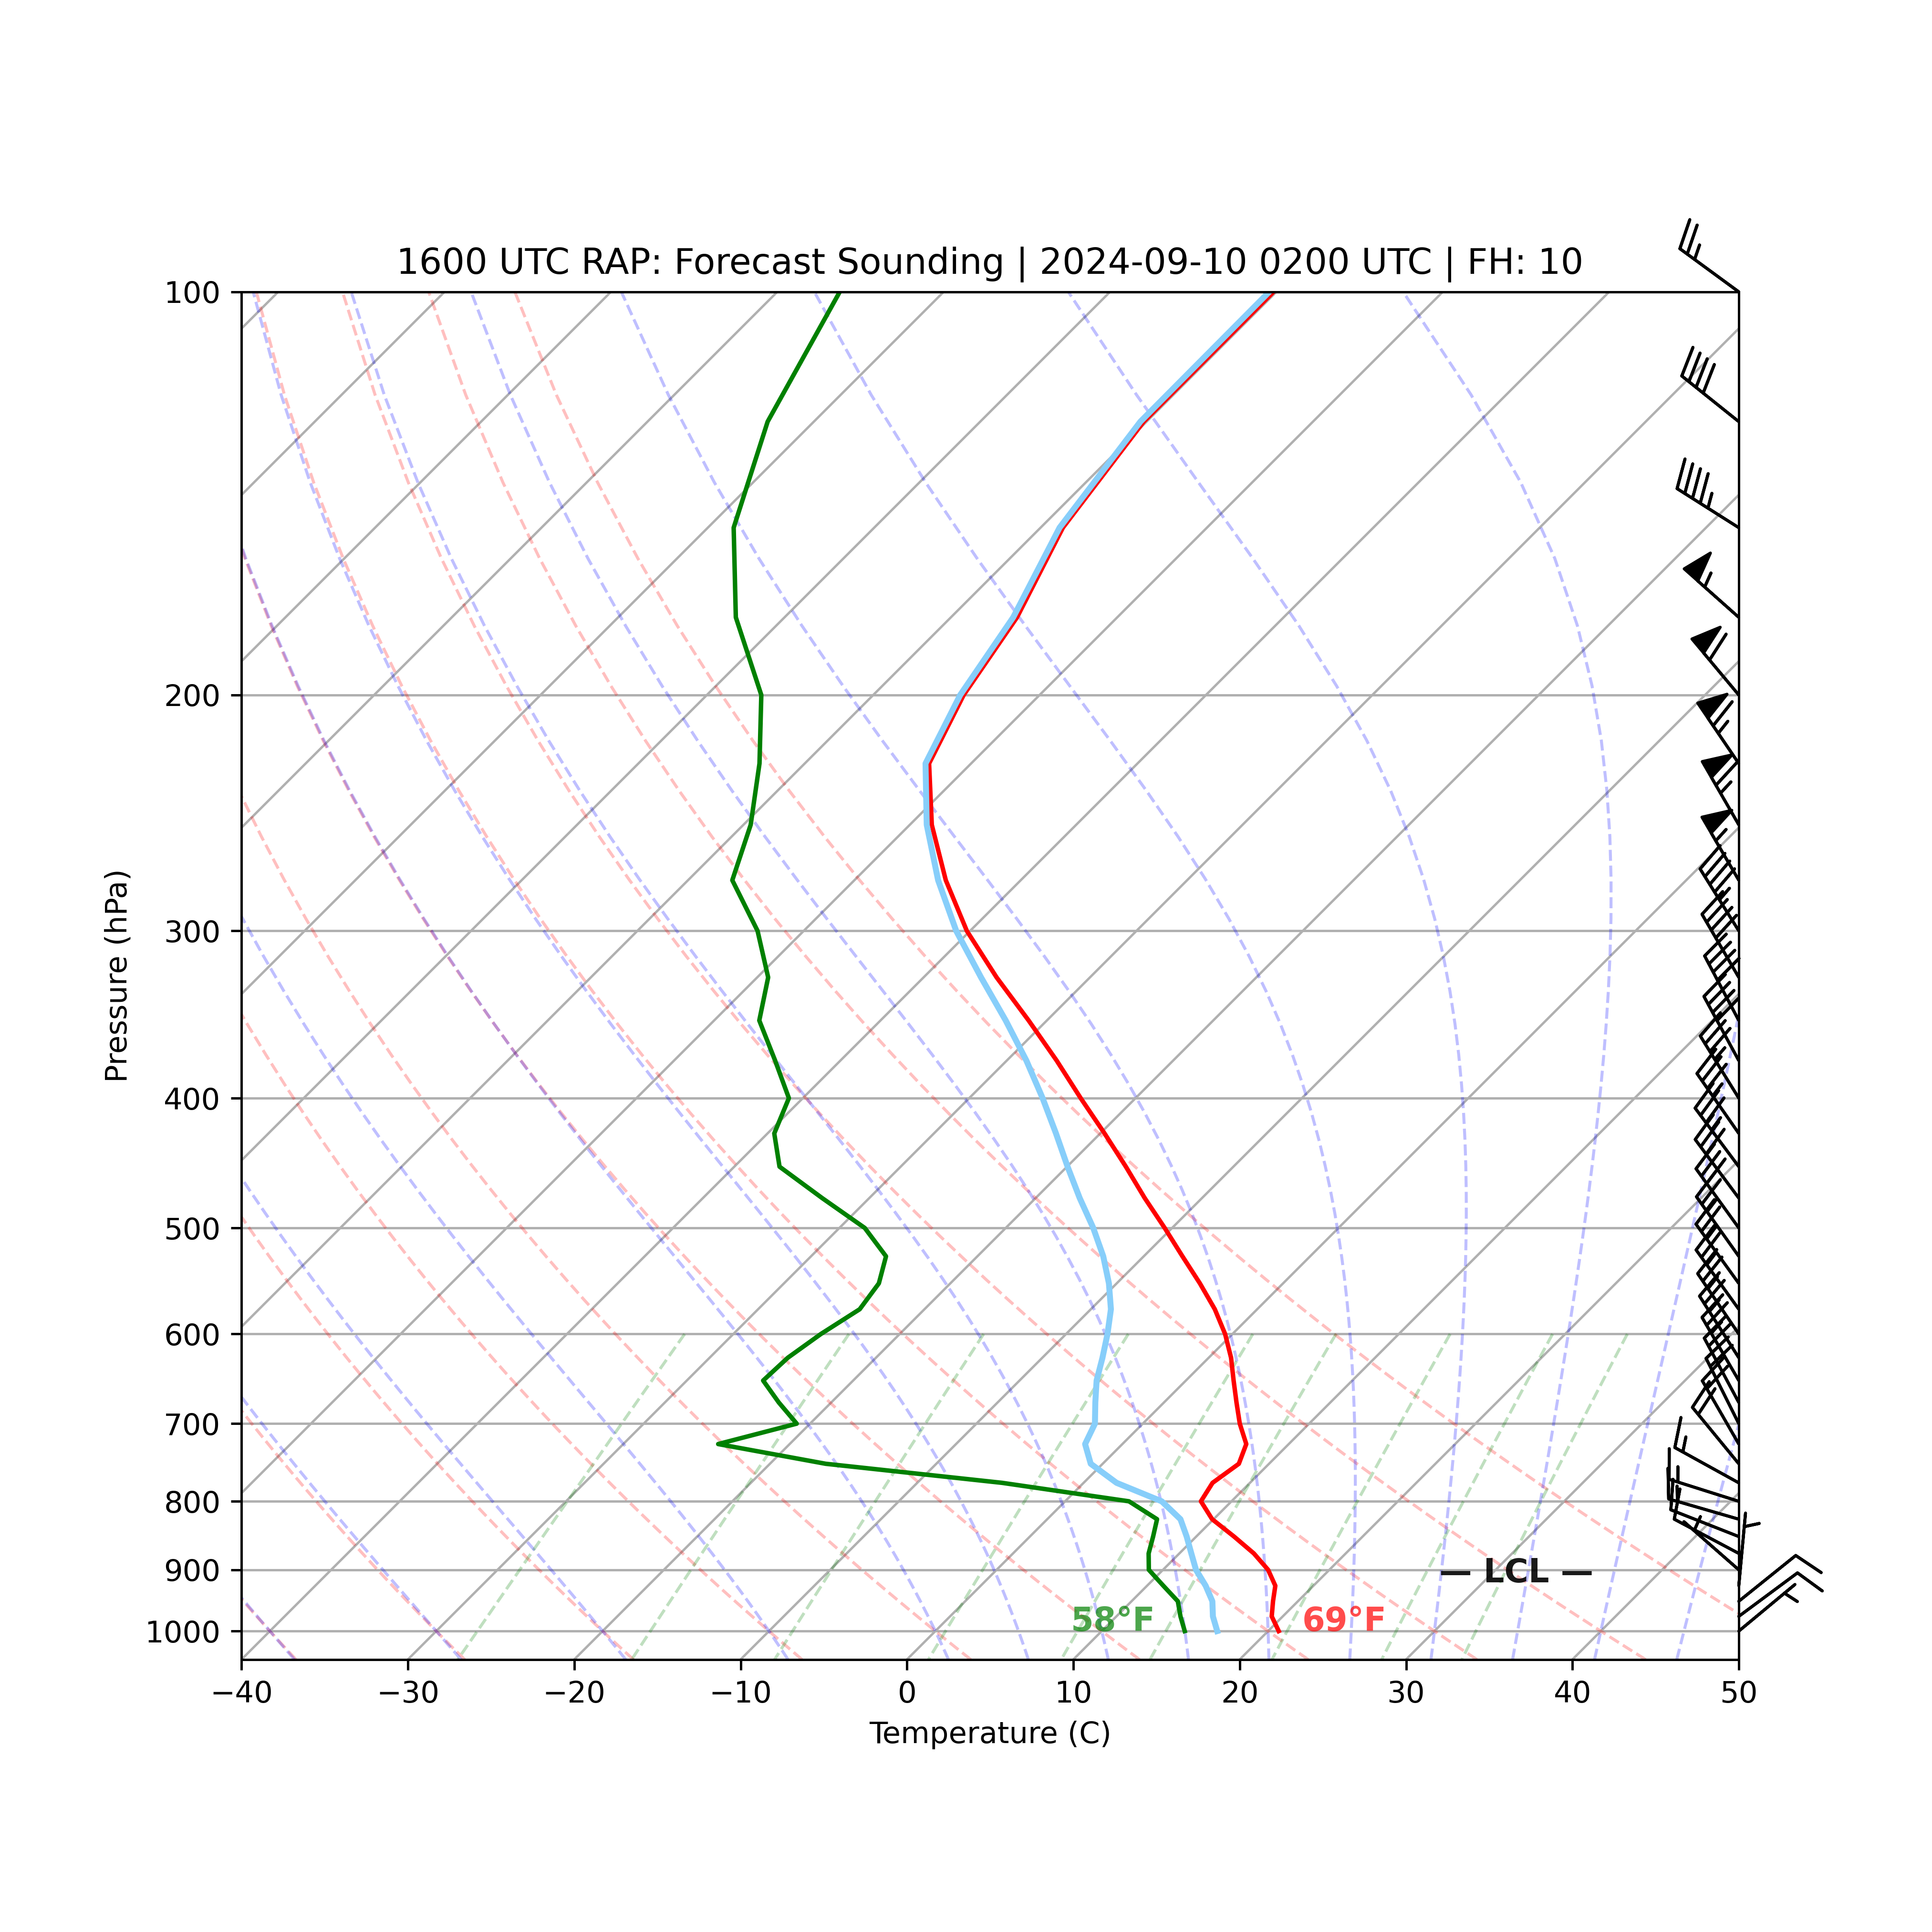 1600 UTC RAP: Forecast Sounding | 2024-09-10 0200 UTC | FH: 10
100
200
300
400
500
600
700
800
900
1000
Pressure (hPa)
— LCL —
58°F 69°F
−40 −30 −20 −10 0 10 20 30 40 50
Temperature (C)